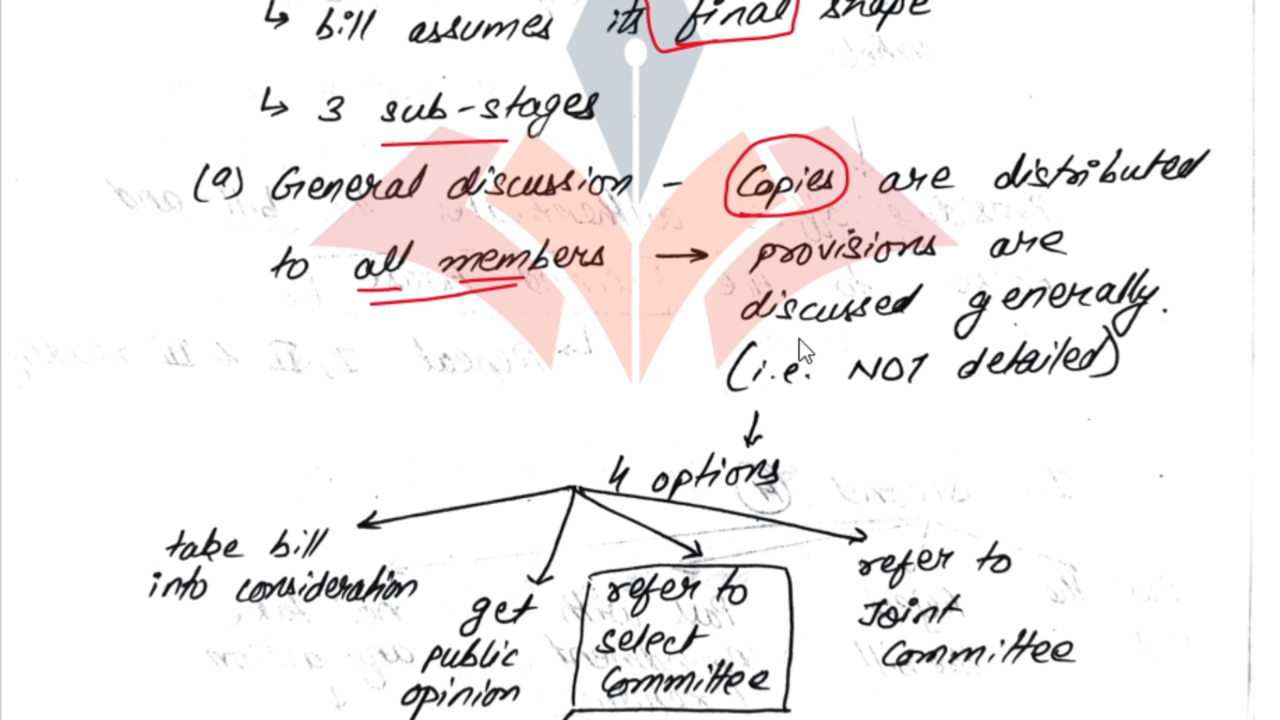 ↳ bill assumes its final shape
↳ 3 sub-stages
(a) General discussion - Copies are distributed
to all members → provisions are
discussed generally.
(i.e. NOT detailed)
↓
4 options
take bill
into consideration
get
public
opinion
refer to
select
Committee
refer to
Joint
Committee